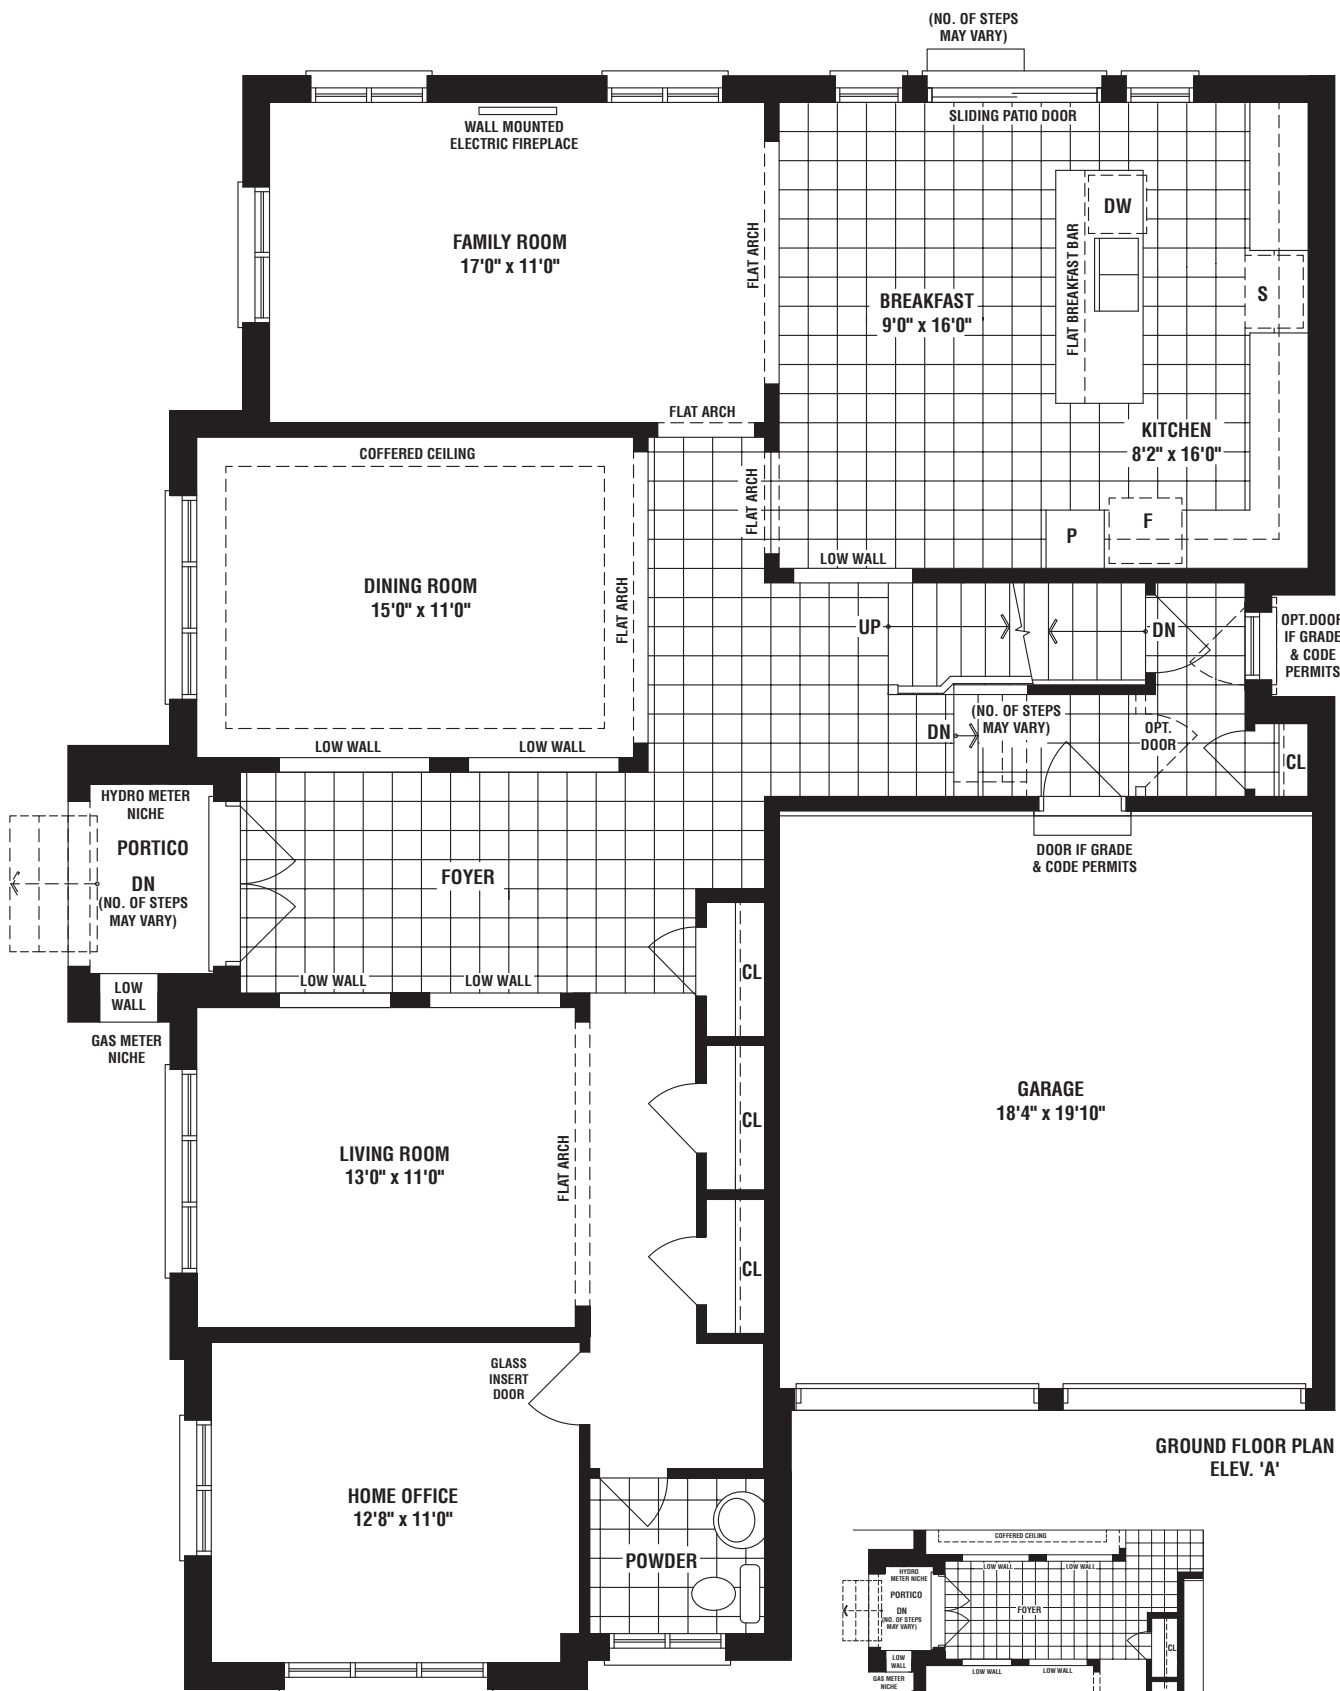 (NO. OF STEPS
MAY VARY)
SLIDING PATIO DOOR
WALL MOUNTED
ELECTRIC FIREPLACE
FAMILY ROOM
17'0" x 11'0"
FLAT ARCH
BREAKFAST
9'0" x 16'0"
FLAT BREAKFAST BAR
DW
S
KITCHEN
8'2" x 16'0"
F
P
FLAT ARCH
FLAT ARCH
COFFERED CEILING
DINING ROOM
15'0" x 11'0"
FLAT ARCH
LOW WALL
UP
DN
OPT.DOOR
IF GRADE
& CODE
PERMITS
DN
(NO. OF STEPS
MAY VARY)
OPT.
DOOR
CL
LOW WALL
LOW WALL
HYDRO METER
NICHE
PORTICO
DN
(NO. OF STEPS
MAY VARY)
FOYER
DOOR IF GRADE
& CODE PERMITS
LOW
WALL
GAS METER
NICHE
LOW WALL
LOW WALL
CL
LIVING ROOM
13'0" x 11'0"
FLAT ARCH
CL
CL
GARAGE
18'4" x 19'10"
GLASS
INSERT
DOOR
HOME OFFICE
12'8" x 11'0"
POWDER
GROUND FLOOR PLAN
ELEV. 'A'
COFFERED CEILING
LOW WALL
LOW WALL
HYDRO
METER NICHE
PORTICO
DN
(NO. OF STEPS
MAY VARY)
FOYER
CL
LOW
WALL
GAS METER
NICHE
LOW WALL
LOW WALL